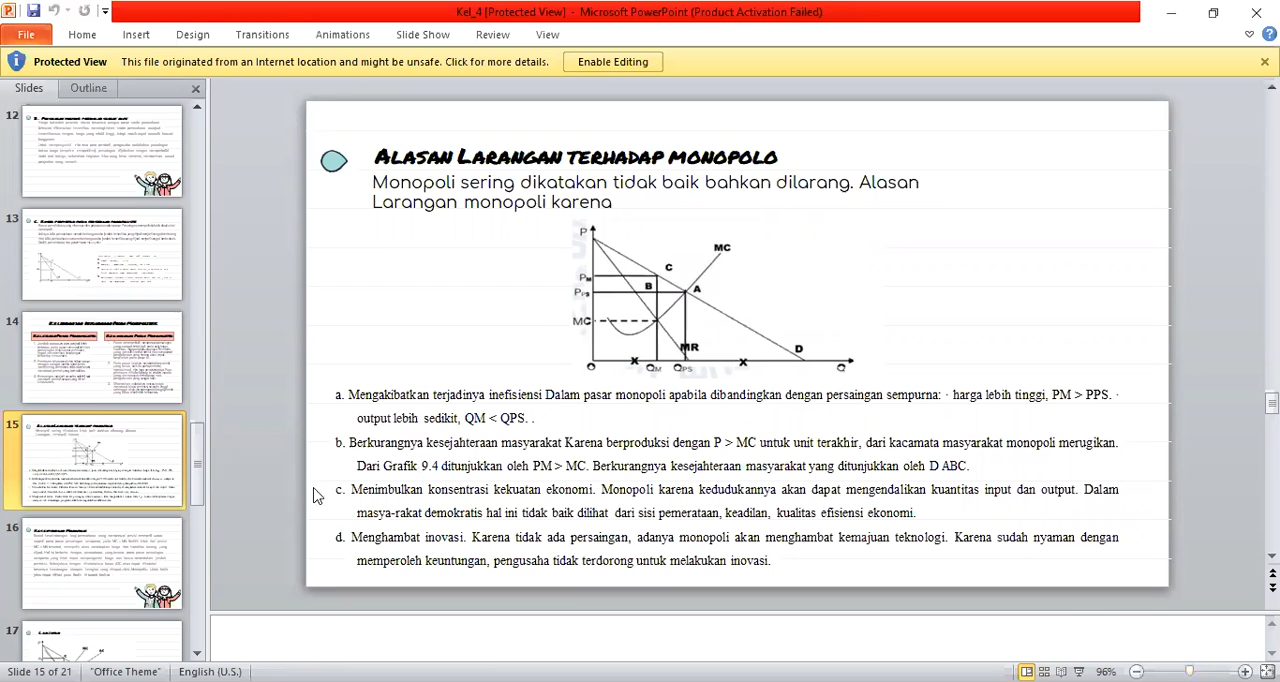 Kel_4 [Protected View] - Microsoft PowerPoint (Product Activation Failed)
File Home Insert Design Transitions Animations Slide Show Review View
Protected View This file originated from an Internet location and might be unsafe. Click for more details. Enable Editing
Slides Outline
12
13
14
15
16
17
ALASAN LARANGAN TERHADAP MONOPOLO
Monopoli sering dikatakan tidak baik bahkan dilarang. Alasan
Larangan monopoli karena
P
MC
C
PM
B
A
PPS
MC
MR
D
O
QM
QPS
Q
a. Mengakibatkan terjadinya inefisiensi Dalam pasar monopoli apabila dibandingkan dengan persaingan sempurna: · harga lebih tinggi, PM > PPS. ·
output lebih sedikit, QM < QPS.
b. Berkurangnya kesejahteraan masyarakat Karena berproduksi dengan P > MC untuk unit terakhir, dari kacamata masyarakat monopoli merugikan.
Dari Grafik 9.4 ditunjukkan oleh PM > MC. Berkurangnya kesejahteraan masyarakat yang ditunjukkan oleh D ABC.
c. Menimbulkan konsentrasi kekuatan ekonomi. Monopoli karena kedudukannya akan dapat mengendalikan kuantitas input dan output. Dalam
masya-rakat demokratis hal ini tidak baik dilihat dari sisi pemerataan, keadilan, kualitas efisiensi ekonomi.
d. Menghambat inovasi. Karena tidak ada persaingan, adanya monopoli akan menghambat kemajuan teknologi. Karena sudah nyaman dengan
memperoleh keuntungan, pengusaha tidak terdorong untuk melakukan inovasi.
Slide 15 of 21 "Office Theme" English (U.S.) 96%